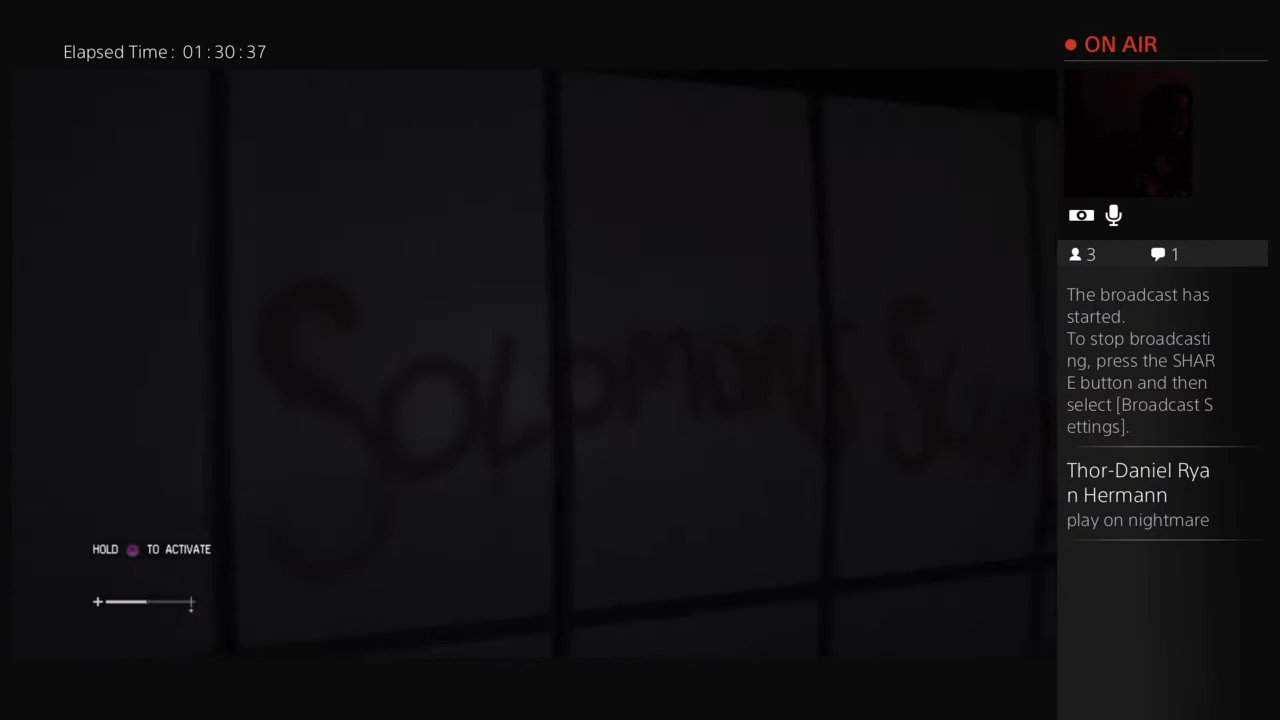 Elapsed Time: 01:30:37
ON AIR
3 1
The broadcast has
started.
To stop broadcasti
ng, press the SHAR
E button and then
select [Broadcast S
ettings].
Thor-Daniel Rya
n Hermann
play on nightmare
SOLOMONS
HOLD TO ACTIVATE